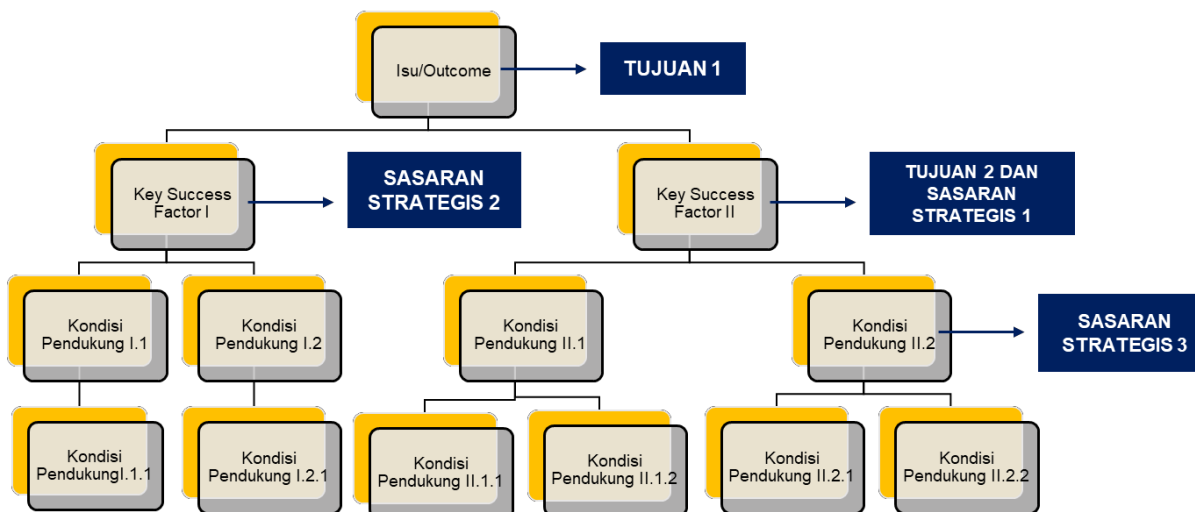 Isu/Outcome
TUJUAN 1
Key Success
Factor I
SASARAN
STRATEGIS 2
Key Success
Factor II
TUJUAN 2 DAN
SASARAN
STRATEGIS 1
Kondisi
Pendukung I.1
Kondisi
Pendukung I.2
Kondisi
Pendukung II.1
Kondisi
Pendukung II.2
SASARAN
STRATEGIS 3
Kondisi
PendukungI.1.1
Kondisi
Pendukung I.2.1
Kondisi
Pendukung II.1.1
Kondisi
Pendukung II.1.2
Kondisi
Pendukung II.2.1
Kondisi
Pendukung II.2.2